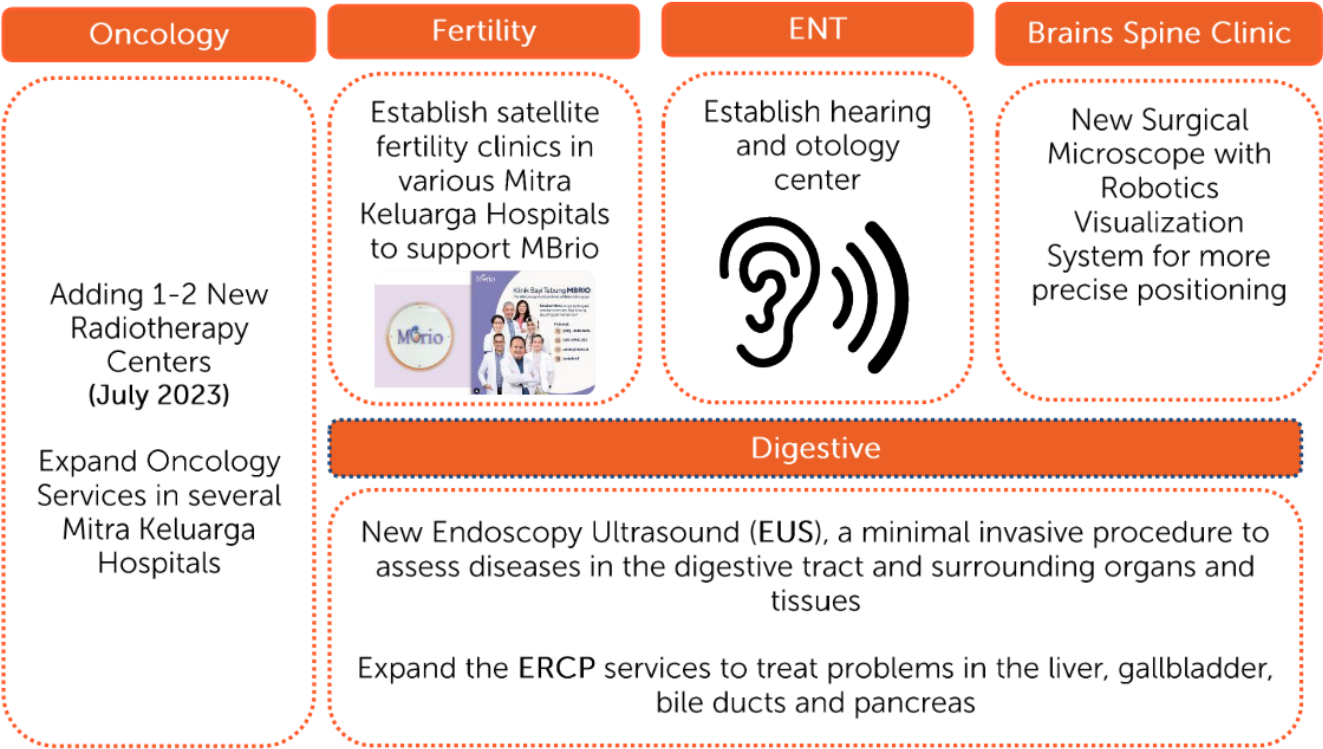 Oncology
Adding 1-2 New
Radiotherapy
Centers
(July 2023)
Expand Oncology
Services in several
Mitra Keluarga
Hospitals
Fertility
Establish satellite
fertility clinics in
various Mitra
Keluarga Hospitals
to support MBrio
Klinik Bayi Tabung MBRIO
ENT
Establish hearing
and otology
center
Brains Spine Clinic
New Surgical
Microscope with
Robotics
Visualization
System for more
precise positioning
Digestive
New Endoscopy Ultrasound (EUS), a minimal invasive procedure to
assess diseases in the digestive tract and surrounding organs and
tissues
Expand the ERCP services to treat problems in the liver, gallbladder,
bile ducts and pancreas